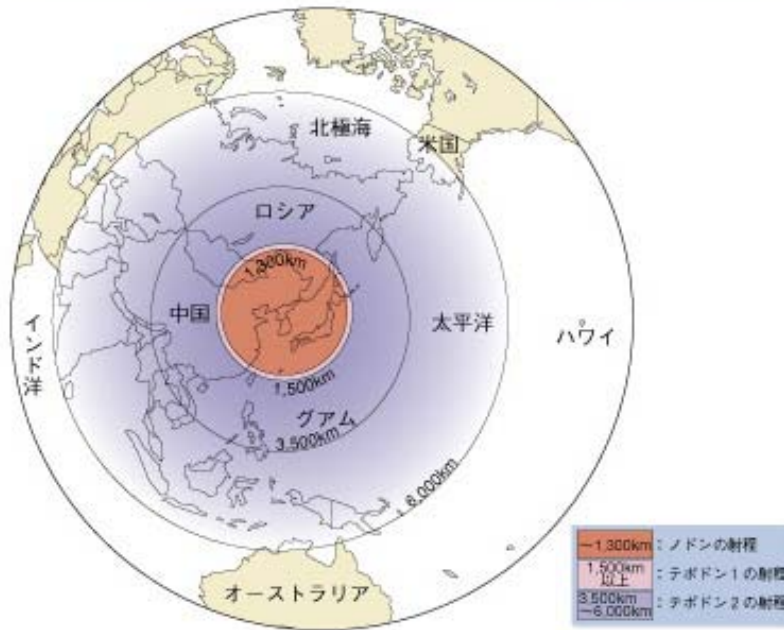 北極海
米国
ロシア
1,300km
中国
太平洋
ハワイ
インド洋
1,500km
グアム
3,500km
6,000km
オーストラリア
〜1,300km：ノドンの射程
1,500km
以上
：テポドン1の射程
3,500km
〜6,000km
：テポドン2の射程